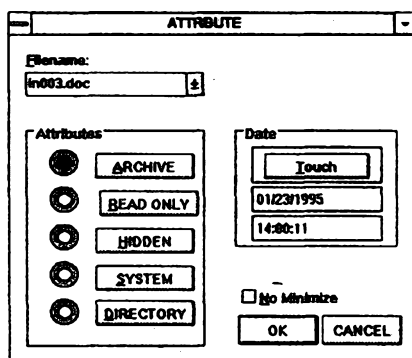 ATTRIBUTE
Filename:
in003.doc
Attributes
ARCHIVE
READ ONLY
HIDDEN
SYSTEM
DIRECTORY
Date
Touch
01/23/1995
14:00:11
No Minimize
OK CANCEL